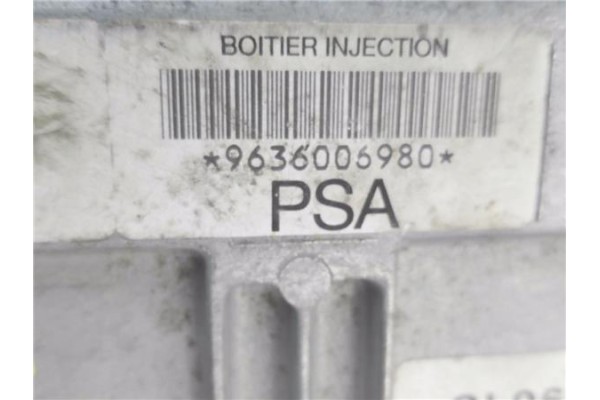 BOITIER INJECTION
*9636006980*
PSA